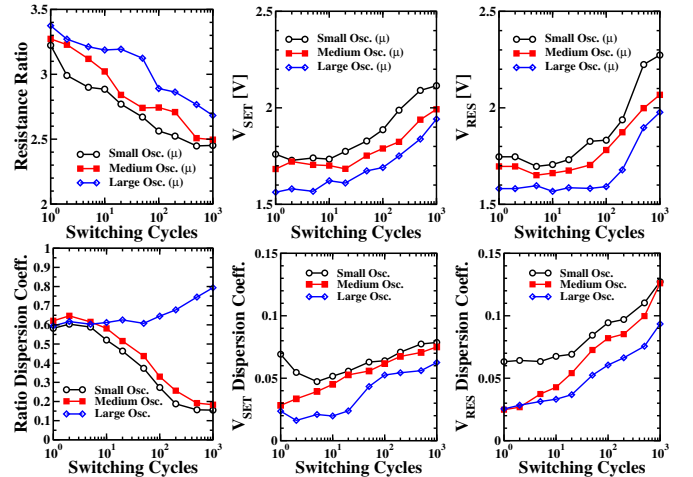 3.5
3
2.5
2
Resistance Ratio
Small Osc. (μ)
Medium Osc. (μ)
Large Osc. (μ)
10^0 10^1 10^2 10^3
Switching Cycles
2.5
2
1.5
V_SET [V]
Small Osc. (μ)
Medium Osc. (μ)
Large Osc. (μ)
10^0 10^1 10^2 10^3
Switching Cycles
2.5
2
1.5
V_RES [V]
Small Osc. (μ)
Medium Osc. (μ)
Large Osc. (μ)
10^0 10^1 10^2 10^3
Switching Cycles
1
0.9
0.8
0.7
0.6
0.5
0.4
0.3
0.2
0.1
0
Ratio Dispersion Coeff.
Small Osc.
Medium Osc.
Large Osc.
10^0 10^1 10^2 10^3
Switching Cycles
0.15
0.1
0.05
0
V_SET Dispersion Coeff.
Small Osc.
Medium Osc.
Large Osc.
10^0 10^1 10^2 10^3
Switching Cycles
0.15
0.1
0.05
0
V_RES Dispersion Coeff.
Small Osc.
Medium Osc.
Large Osc.
10^0 10^1 10^2 10^3
Switching Cycles